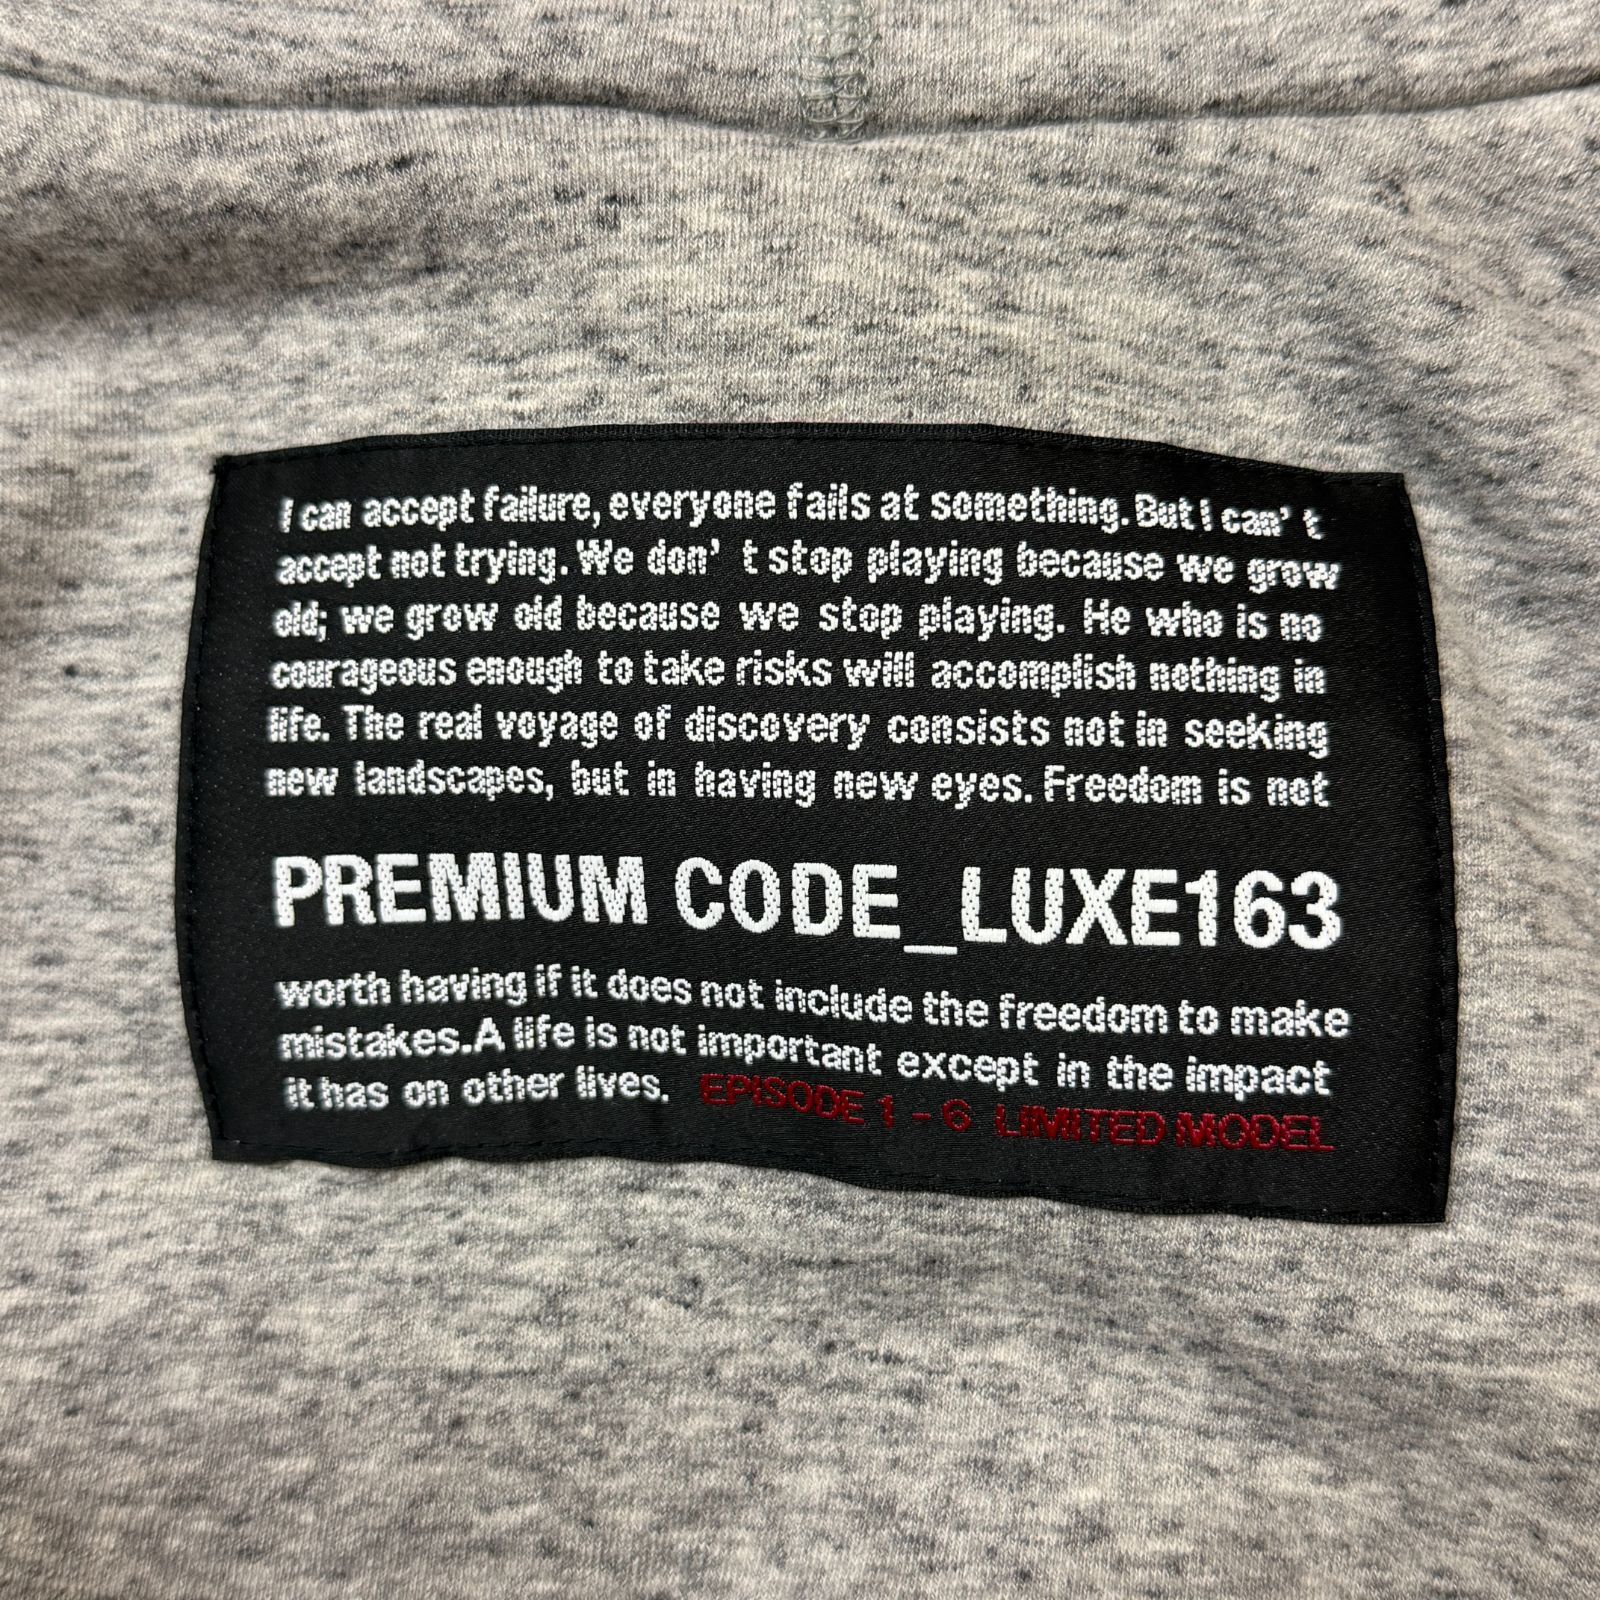 I can accept failure, everyone fails at something. But I can’ t
accept not trying. We don’ t stop playing because we grow
old; we grow old because we stop playing. He who is no
courageous enough to take risks will accomplish nothing in
life. The real voyage of discovery consists not in seeking
new landscapes, but in having new eyes. Freedom is not
PREMIUM CODE_LUXE163
worth having if it does not include the freedom to make
mistakes.A life is not important except in the impact
it has on other lives. EPISODE 1 - 6 LIMITED MODEL